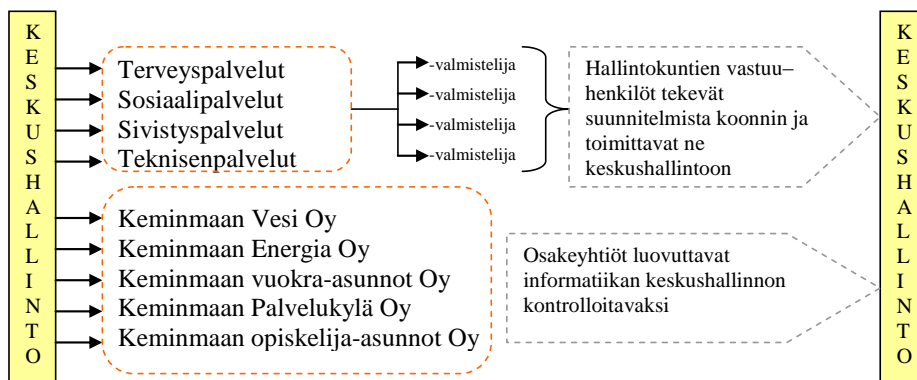 KESKUSHALLINTO
Terveyspalvelut
Sosiaalipalvelut
Sivistyspalvelut
Teknisenpalvelut
-valmistelija
-valmistelija
-valmistelija
-valmistelija
Hallintokuntien vastuu–
henkilöt tekevät
suunnitelmista koonnin ja
toimittavat ne
keskushallintoon
Keminmaan Vesi Oy
Keminmaan Energia Oy
Keminmaan vuokra-asunnot Oy
Keminmaan Palvelukylä Oy
Keminmaan opiskelija-asunnot Oy
Osakeyhtiöt luovuttavat
informatiikan keskushallinnon
kontrolloitavaksi
KESKUSHALLINTO